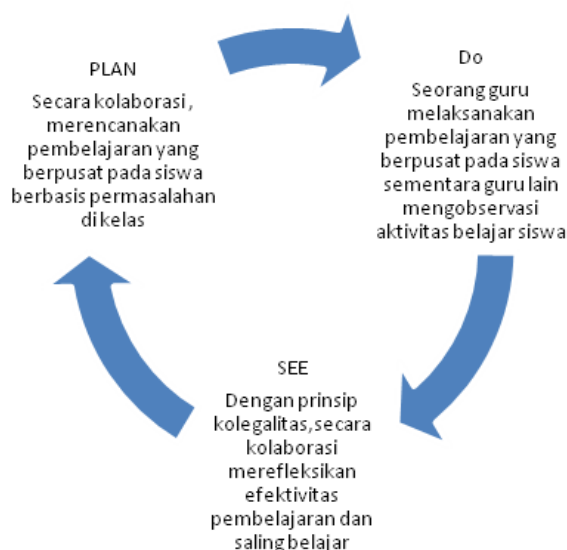 PLAN
Secara kolaborasi,
merencanakan
pembelajaran yang
berpusat pada siswa
berbasis permasalahan
di kelas
Do
Seorang guru
melaksanakan
pembelajaran yang
berpusat pada siswa
sementara guru lain
mengobservasi
aktivitas belajar siswa
SEE
Dengan prinsip
kolegalitas,secara
kolaborasi
merefleksikan
efektivitas
pembelajaran dan
saling belajar